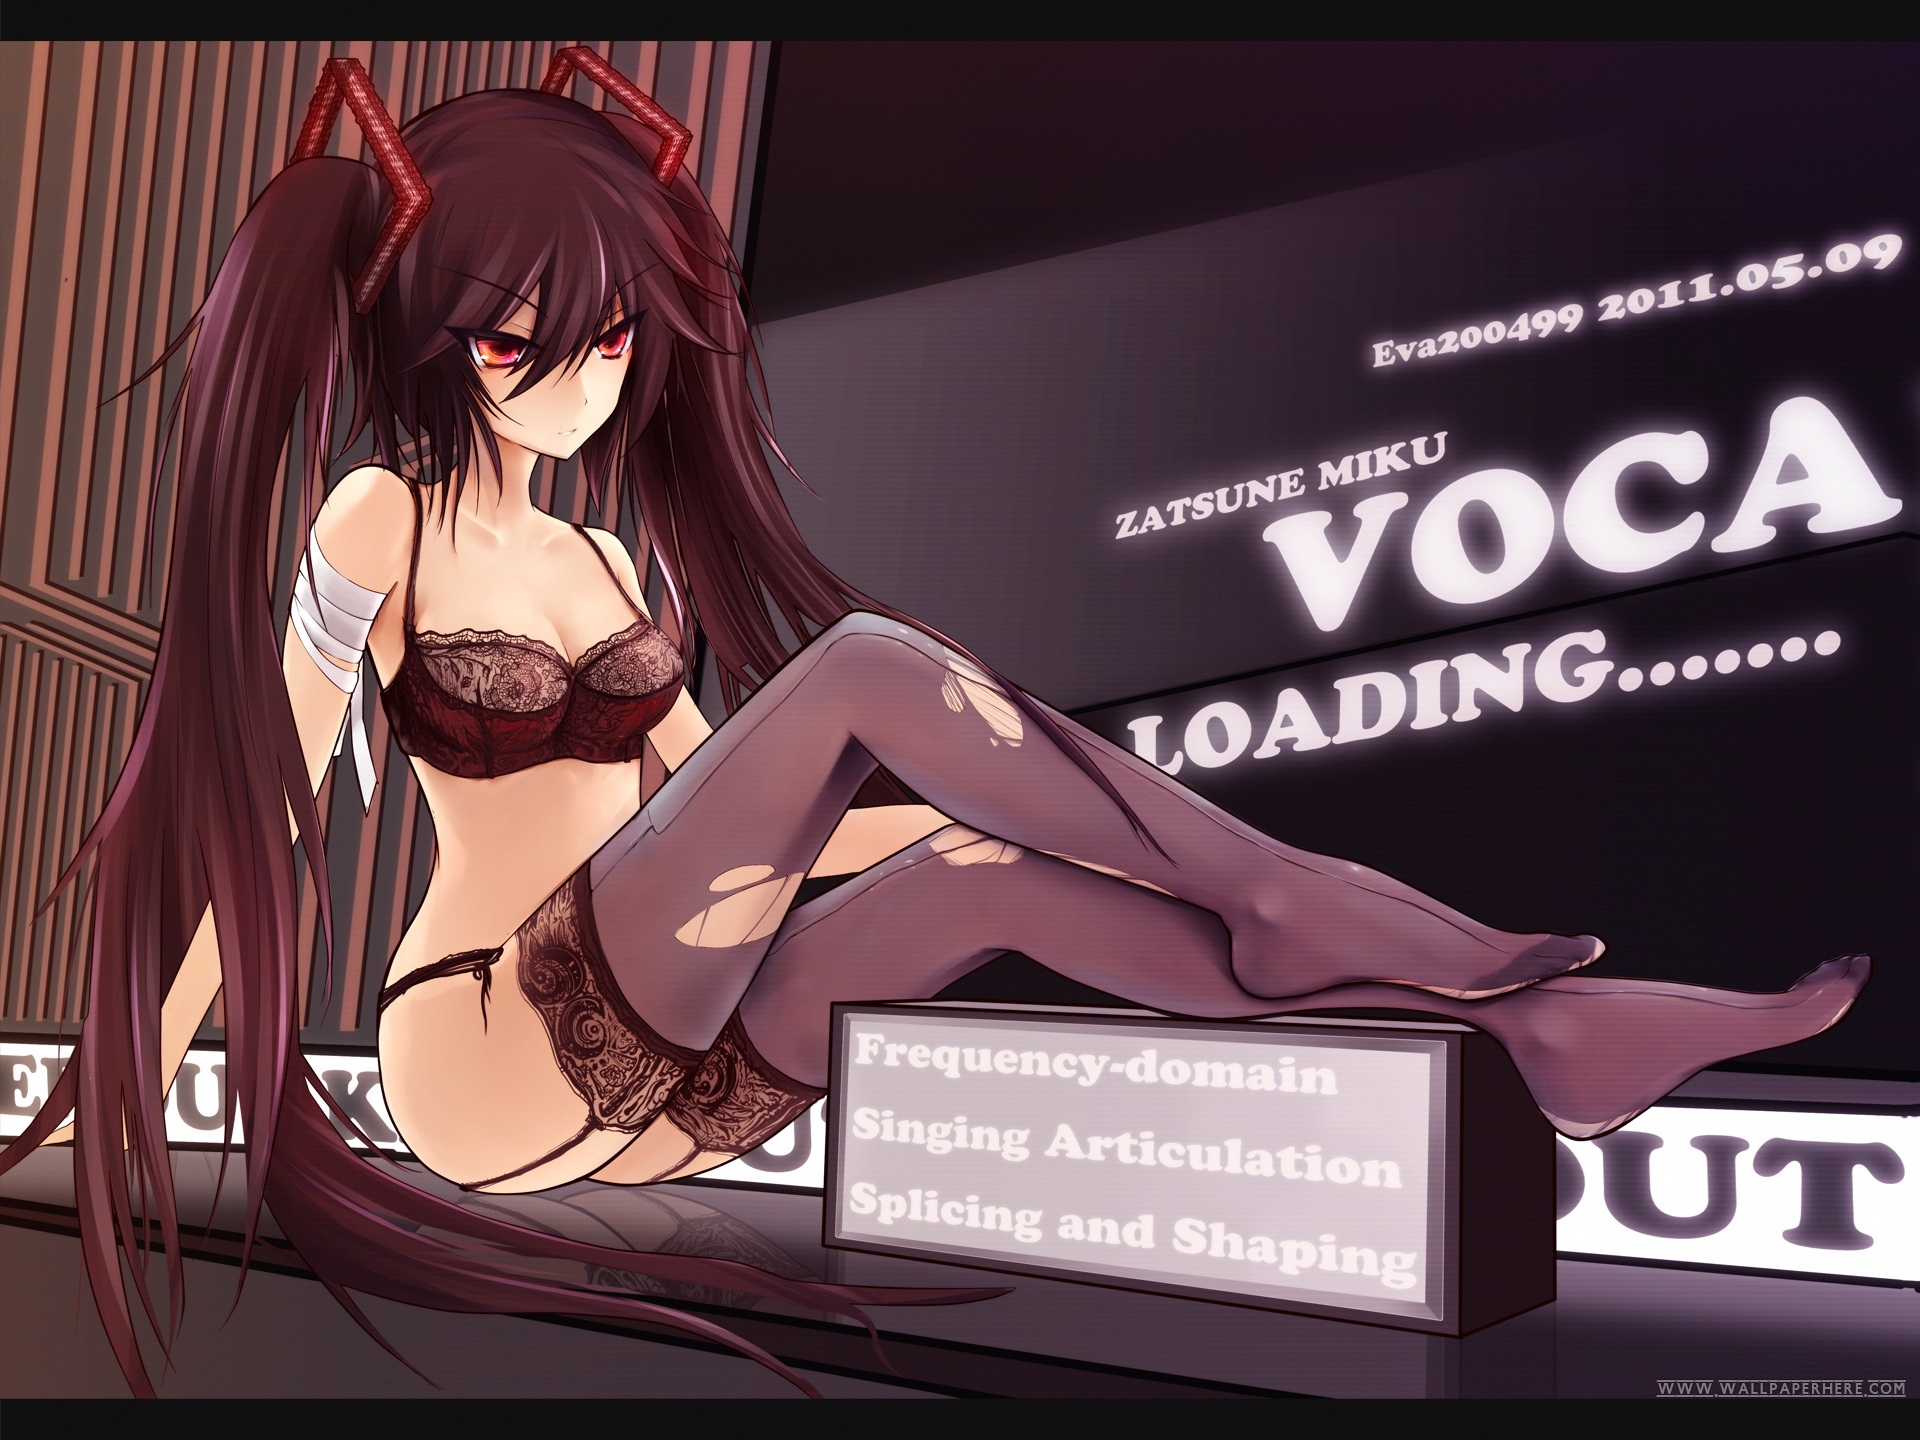 Eva200499 2011.05.09
ZATSUNE MIKU
VOCA
LOADING.......
Frequency-domain
Singing Articulation
Splicing and Shaping
OUT
WWW.WALLPAPERHERE.COM